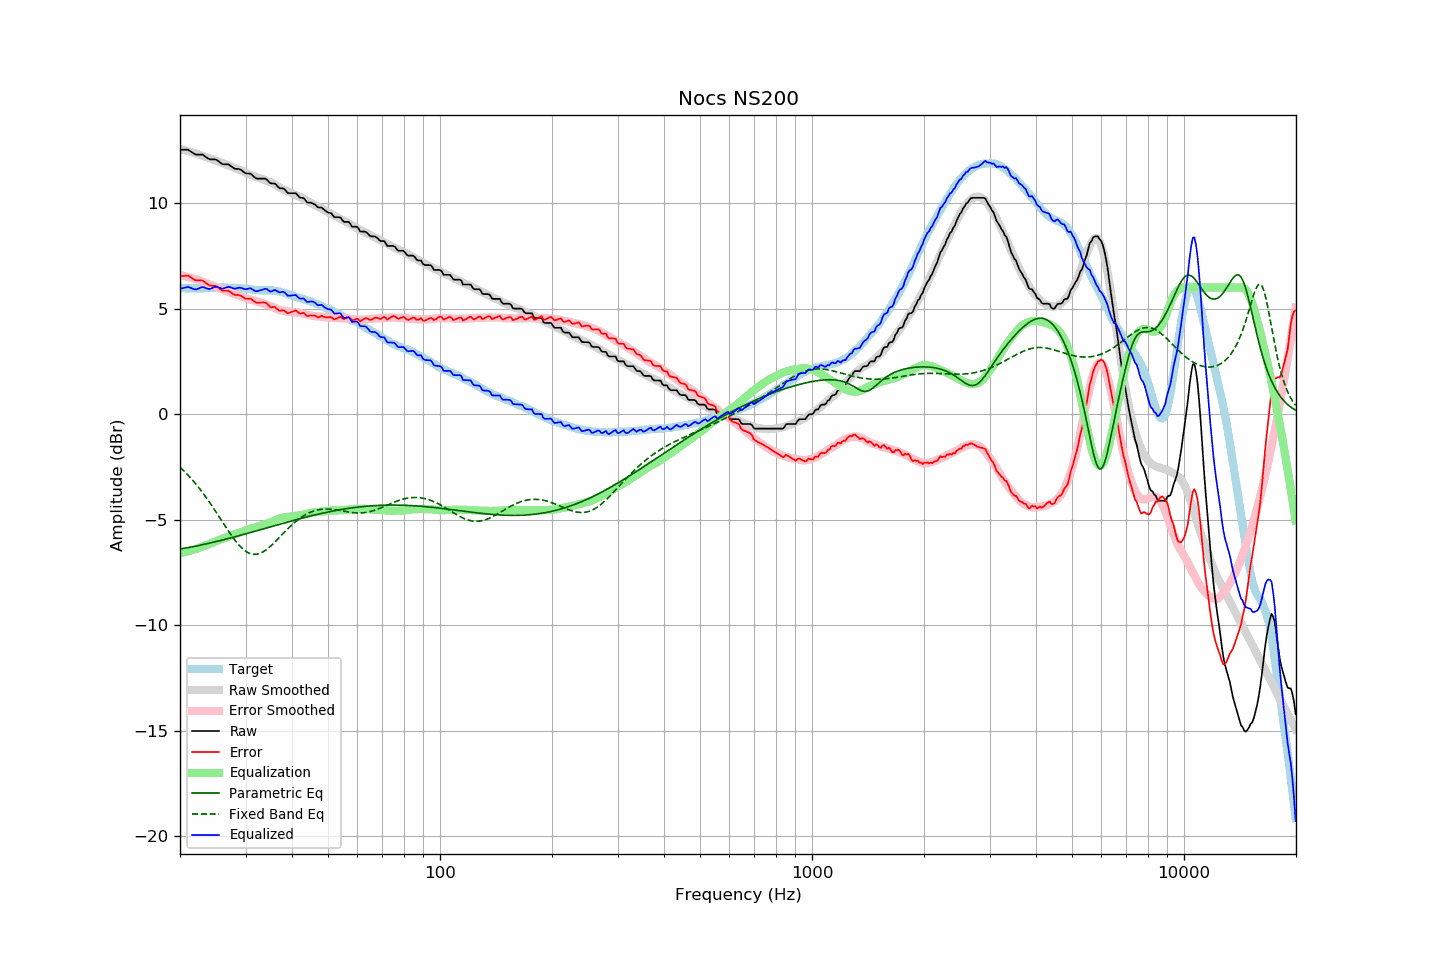 Nocs NS200
Amplitude (dBr)
10
5
0
−5
−10
−15
−20
Target
Raw Smoothed
Error Smoothed
Raw
Error
Equalization
Parametric Eq
Fixed Band Eq
Equalized
100
1000
10000
Frequency (Hz)